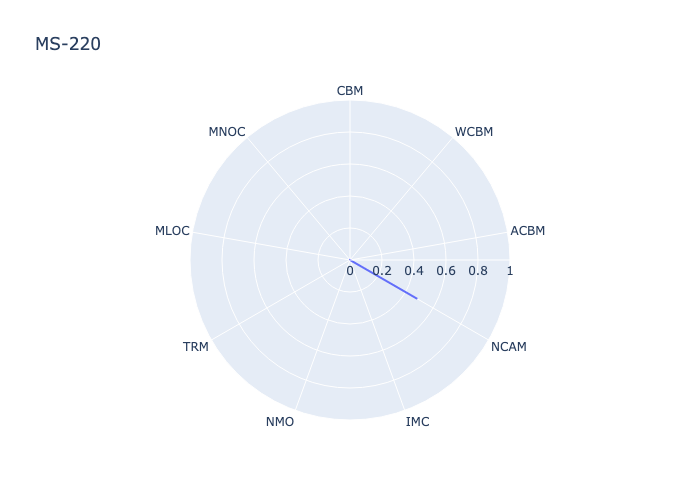 MS-220
CBM
MNOC
WCBM
MLOC
ACBM
0 0.2 0.4 0.6 0.8 1
TRM
NCAM
NMO
IMC